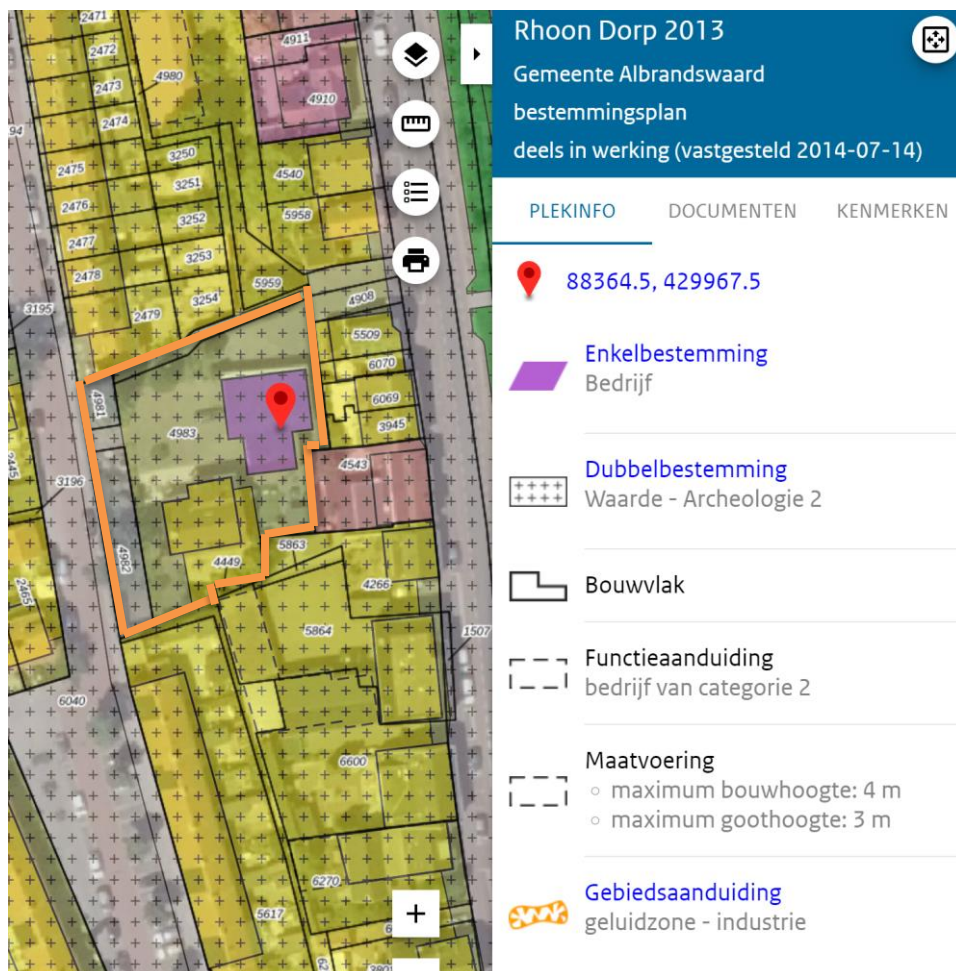 2471
2472
4980
2473
2474
4911
4910
94
3250
2475
3251
2476
3252
2477
3253
2478
3254
2479
3195
4540
5958
5959
4908
5509
6070
6069
3945
4981
4983
4543
3196
2445
4982
2465
4449
5863
4266
5864
1507
6040
6600
6270
5617
+
Rhoon Dorp 2013
Gemeente Albrandswaard
bestemmingsplan
deels in werking (vastgesteld 2014-07-14)
PLEKINFO DOCUMENTEN KENMERKEN
88364.5, 429967.5
Enkelbestemming
Bedrijf
Dubbelbestemming
Waarde - Archeologie 2
Bouwvlak
Functieaanduiding
bedrijf van categorie 2
Maatvoering
◦ maximum bouwhoogte: 4 m
◦ maximum goothoogte: 3 m
Gebiedsaanduiding
geluidzone - industrie